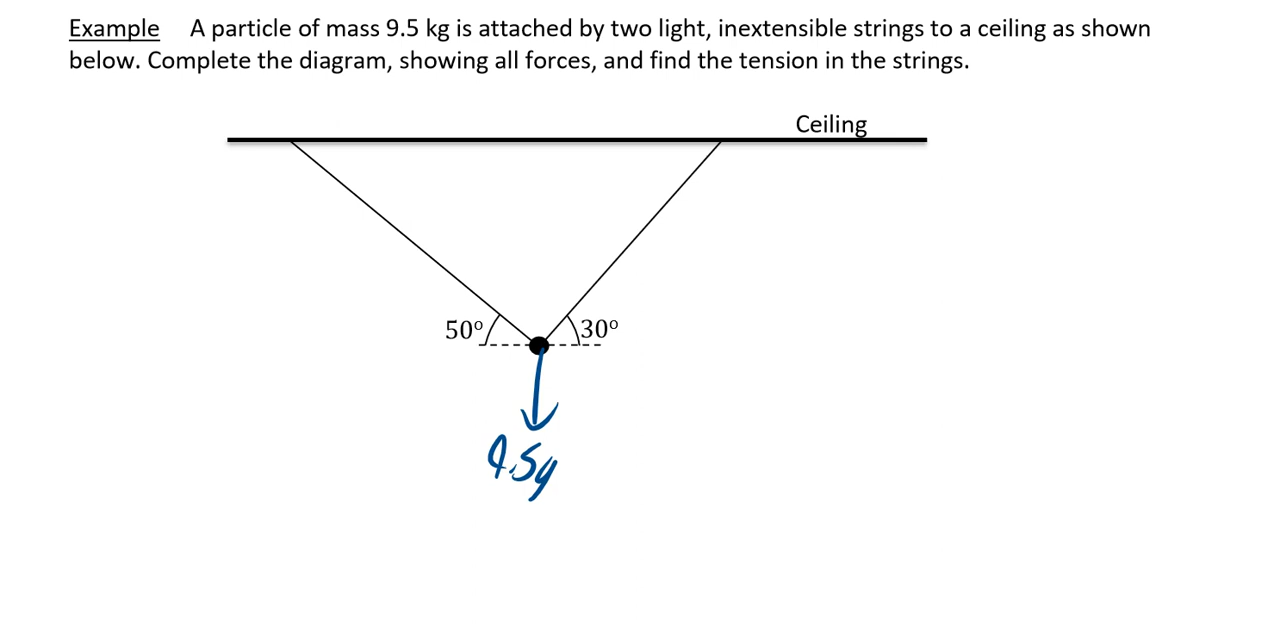 Example A particle of mass 9.5 kg is attached by two light, inextensible strings to a ceiling as shown
below. Complete the diagram, showing all forces, and find the tension in the strings.
Ceiling
50° 30°
9.5g